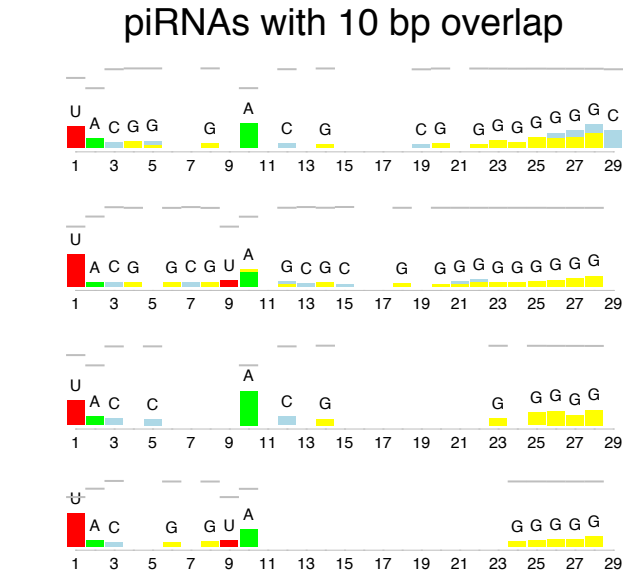 piRNAs with 10 bp overlap
U A C G G G A C G C G G G G G G G G C
1 3 5 7 9 11 13 15 17 19 21 23 25 27 29
U A C G G C G U A G C G C G G G G G G G G G G
1 3 5 7 9 11 13 15 17 19 21 23 25 27 29
U A C C A C G G G G G G
1 3 5 7 9 11 13 15 17 19 21 23 25 27 29
U A C G G U A G G G G G
1 3 5 7 9 11 13 15 17 19 21 23 25 27 29